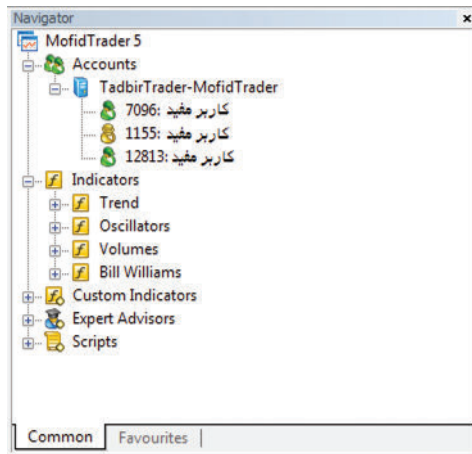 Navigator
MofidTrader 5
Accounts
TadbirTrader-MofidTrader
7096: کاربر مفید
1155: کاربر مفید
12813: کاربر مفید
Indicators
Trend
Oscillators
Volumes
Bill Williams
Custom Indicators
Expert Advisors
Scripts
Common Favourites